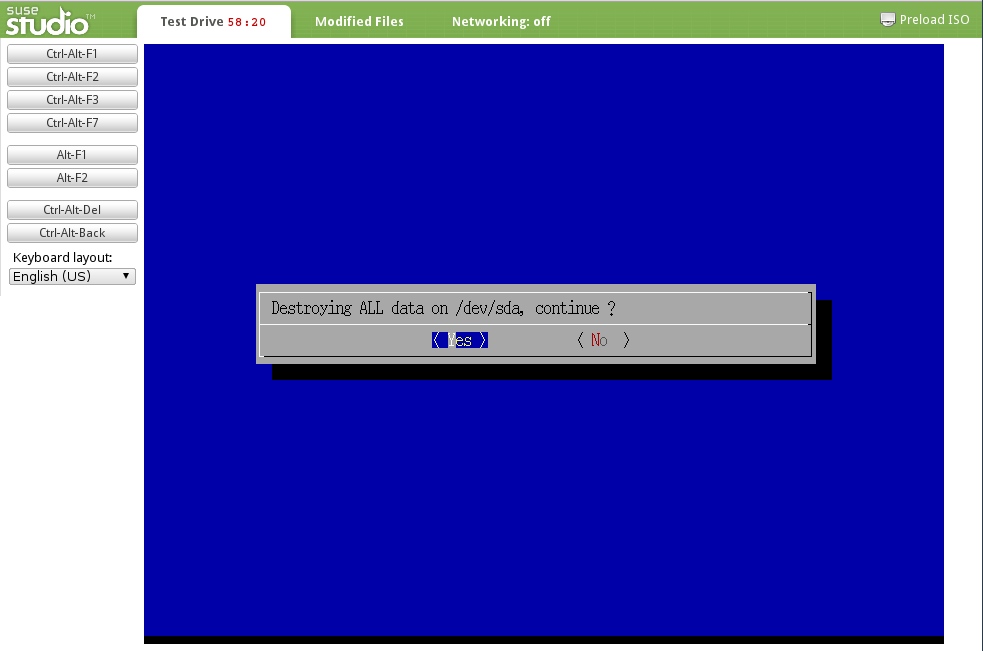 suse
studio™
Test Drive 58:20
Modified Files
Networking: off
Preload ISO
Ctrl-Alt-F1
Ctrl-Alt-F2
Ctrl-Alt-F3
Ctrl-Alt-F7
Alt-F1
Alt-F2
Ctrl-Alt-Del
Ctrl-Alt-Back
Keyboard layout:
English (US)
Destroying ALL data on /dev/sda, continue ?
< Yes > < No >